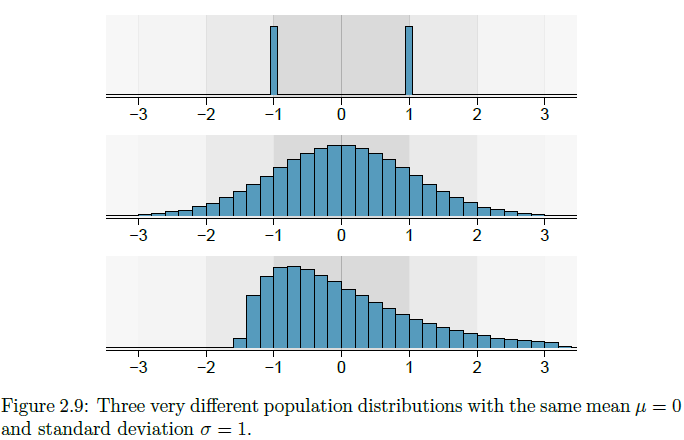 −3 −2 −1 0 1 2 3
−3 −2 −1 0 1 2 3
−3 −2 −1 0 1 2 3
Figure 2.9: Three very different population distributions with the same mean μ = 0
and standard deviation σ = 1.